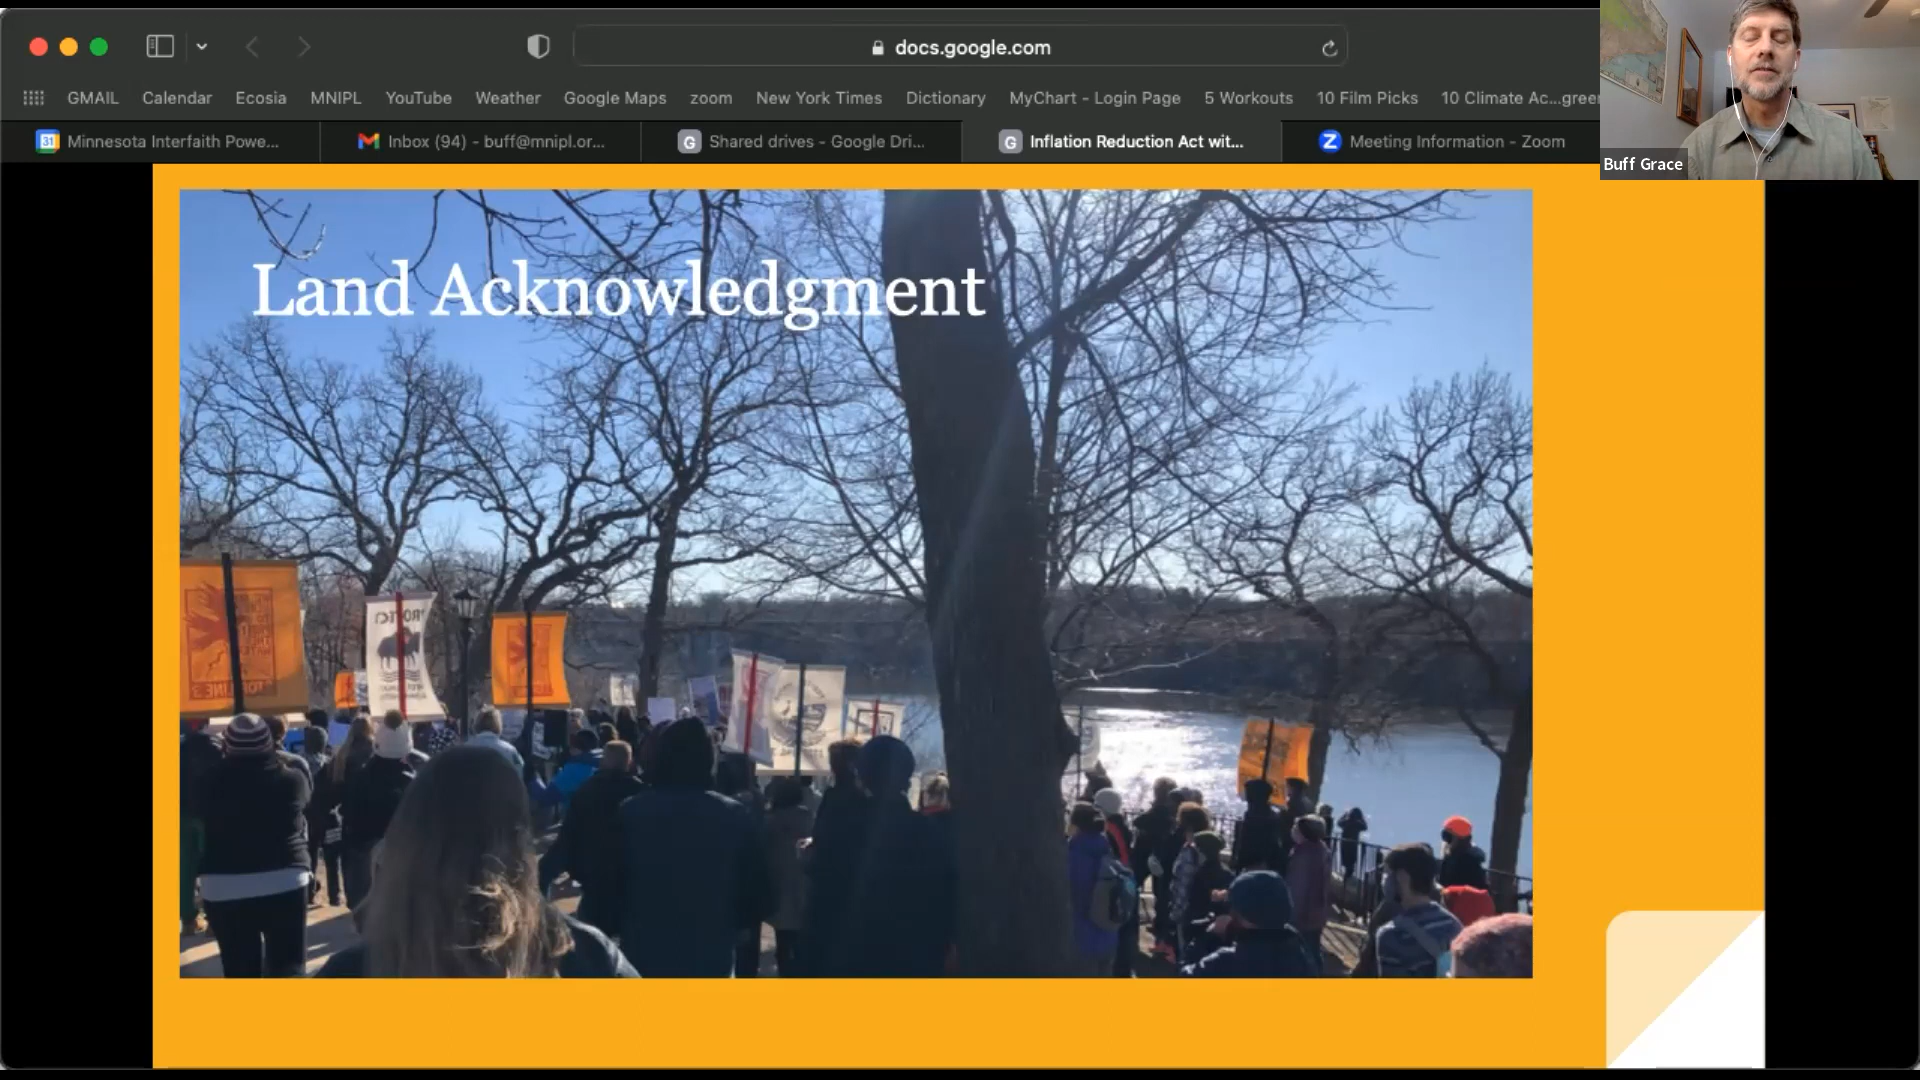 docs.google.com
GMAIL Calendar Ecosia MNIPL YouTube Weather Google Maps zoom New York Times Dictionary MyChart - Login Page 5 Workouts 10 Film Picks 10 Climate Ac...gree
31 Minnesota Interfaith Powe... Inbox (94) - buff@mnipl.or... G Shared drives - Google Dri... G Inflation Reduction Act wit... Z Meeting Information - Zoom
Buff Grace
Land Acknowledgment
PROTECT